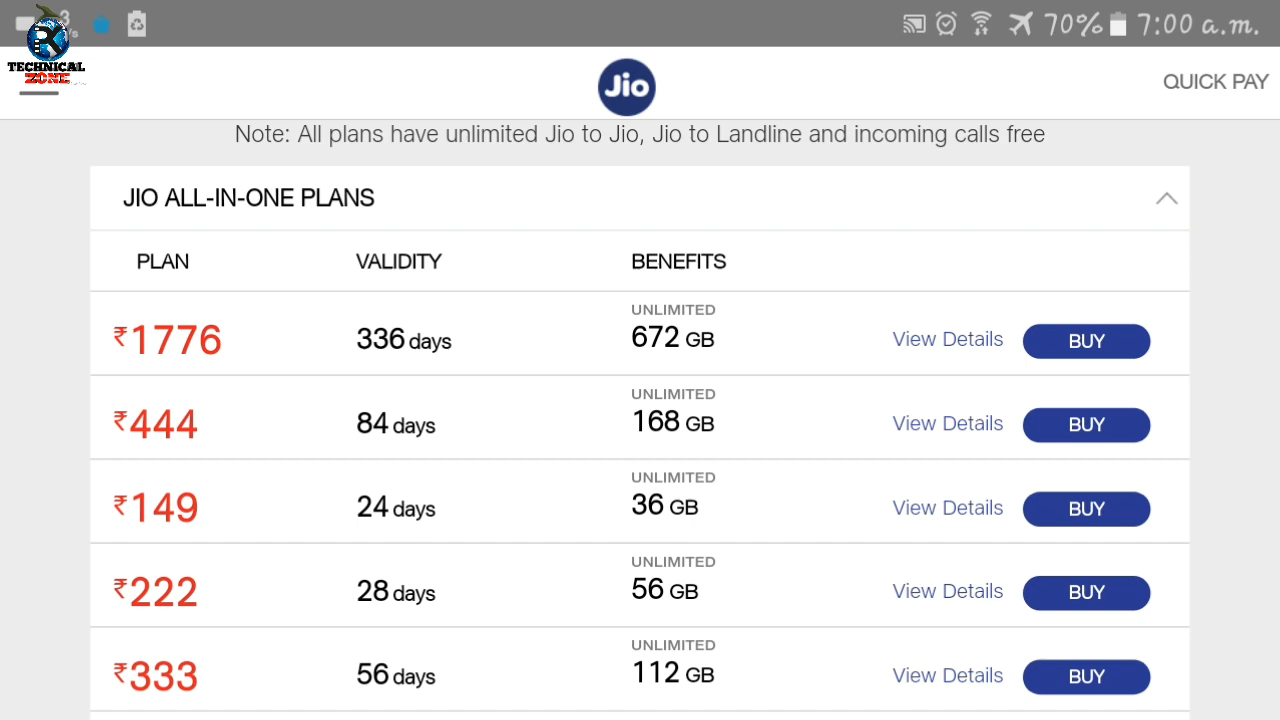 3
70% 7:00 a.m.
TECHNICAL
ZONE
Jio
QUICK PAY
Note: All plans have unlimited Jio to Jio, Jio to Landline and incoming calls free
JIO ALL-IN-ONE PLANS
PLAN VALIDITY BENEFITS
₹1776 336 days UNLIMITED 672 GB View Details BUY
₹444 84 days UNLIMITED 168 GB View Details BUY
₹149 24 days UNLIMITED 36 GB View Details BUY
₹222 28 days UNLIMITED 56 GB View Details BUY
₹333 56 days UNLIMITED 112 GB View Details BUY